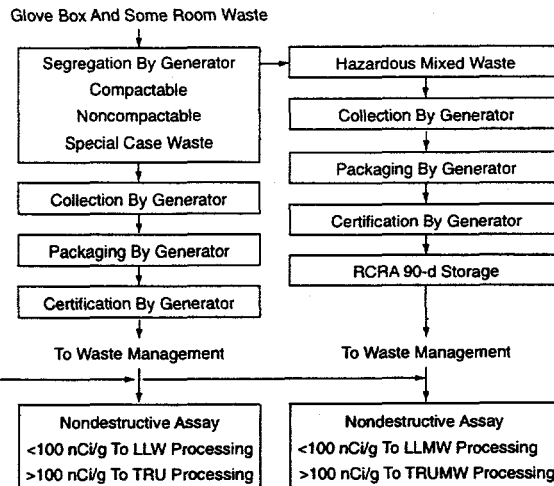 Glove Box And Some Room Waste
Segregation By Generator
Compactable
Noncompactable
Special Case Waste
Collection By Generator
Packaging By Generator
Certification By Generator
To Waste Management
Nondestructive Assay
<100 nCi/g To LLW Processing
>100 nCi/g To TRU Processing
Hazardous Mixed Waste
Collection By Generator
Packaging By Generator
Certification By Generator
RCRA 90-d Storage
To Waste Management
Nondestructive Assay
<100 nCi/g To LLMW Processing
>100 nCi/g To TRUMW Processing